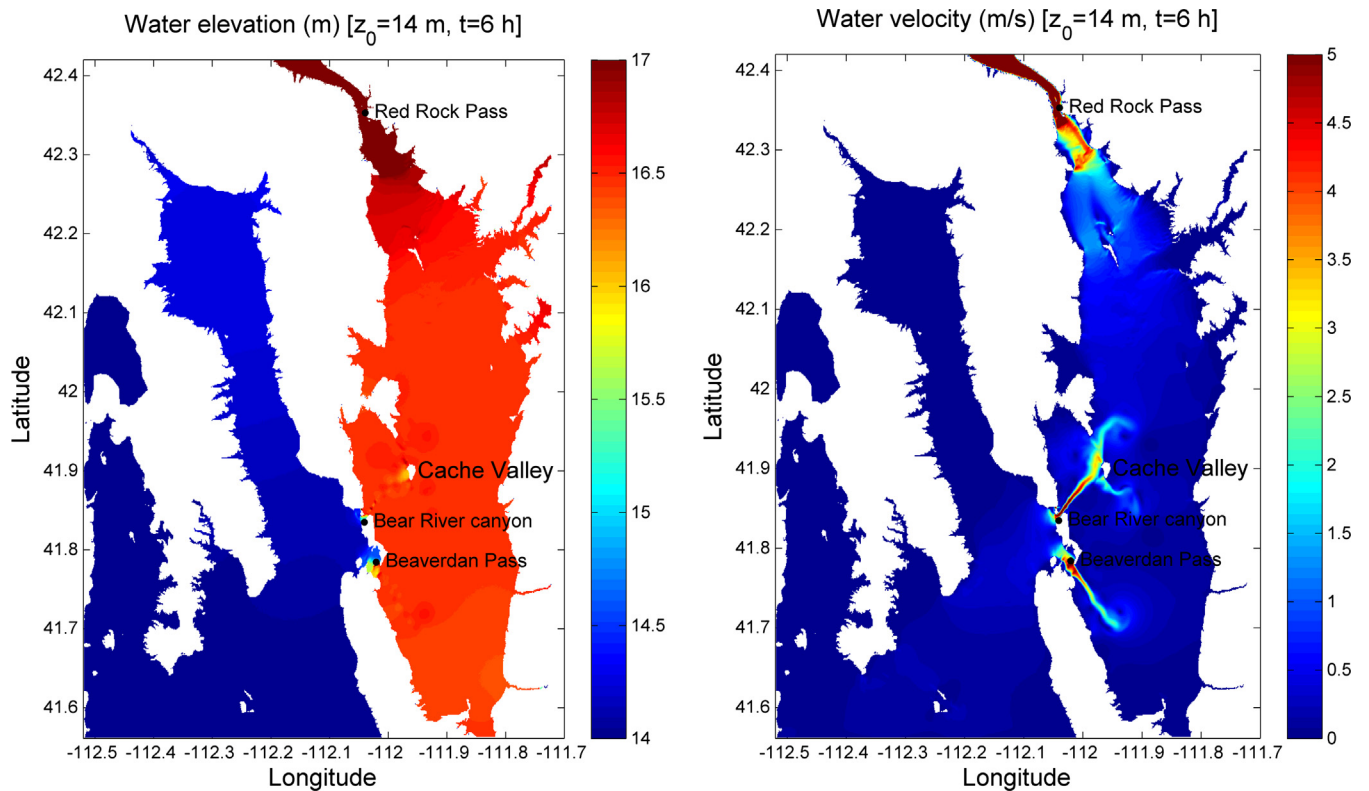 Water elevation (m) [z₀=14 m, t=6 h]
42.4
42.3
42.2
42.1
42
41.9
41.8
41.7
41.6
Latitude
-112.5 -112.4 -112.3 -112.2 -112.1 -112 -111.9 -111.8 -111.7
Longitude
Red Rock Pass
Cache Valley
Bear River canyon
Beaverdan Pass
17
16.5
16
15.5
15
14.5
14
Water velocity (m/s) [z₀=14 m, t=6 h]
42.4
42.3
42.2
42.1
42
41.9
41.8
41.7
41.6
Latitude
-112.5 -112.4 -112.3 -112.2 -112.1 -112 -111.9 -111.8 -111.7
Longitude
Red Rock Pass
Cache Valley
Bear River canyon
Beaverdan Pass
5
4.5
4
3.5
3
2.5
2
1.5
1
0.5
0